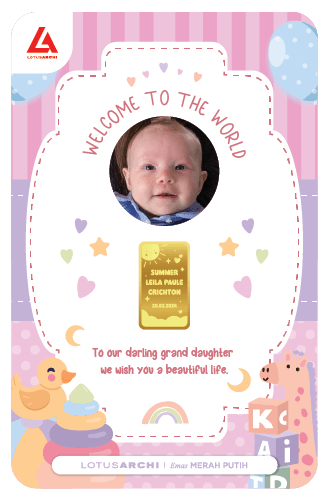 LOTUSARCHI
WELCOME TO THE WORLD
SUMMER
LEILA PAULE
CRICHTON
To our darling grand daughter
we wish you a beautiful life.
K
A i
LOTUSARCHI | Emas MERAH PUTIH